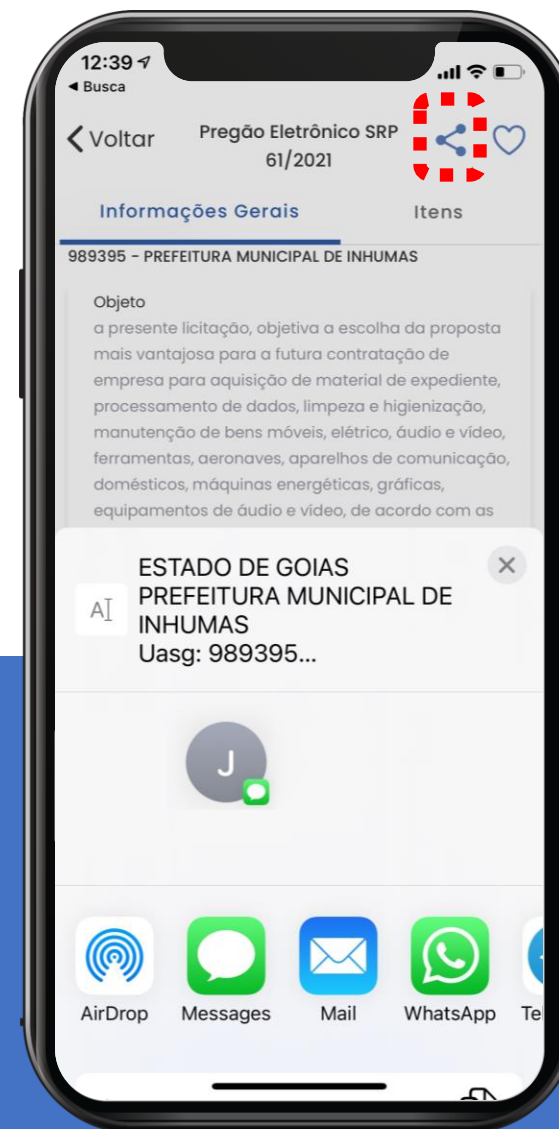 12:39
◀ Busca
Voltar
Pregão Eletrônico SRP
61/2021
Informações Gerais
Itens
989395 - PREFEITURA MUNICIPAL DE INHUMAS
Objeto
a presente licitação, objetiva a escolha da proposta
mais vantajosa para a futura contratação de
empresa para aquisição de material de expediente,
processamento de dados, limpeza e higienização,
manutenção de bens móveis, elétrico, áudio e vídeo,
ferramentas, aeronaves, aparelhos de comunicação,
domésticos, máquinas energéticas, gráficas,
equipamentos de áudio e vídeo, de acordo com as
A
ESTADO DE GOIAS
PREFEITURA MUNICIPAL DE
INHUMAS
Uasg: 989395...
J
AirDrop
Messages
Mail
WhatsApp
Tel